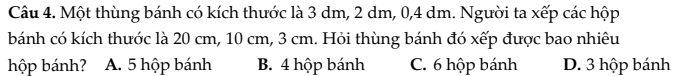 Câu 4. Một thùng bánh có kích thước là 3 dm, 2 dm, 0,4 dm. Người ta xếp các hộp
bánh có kích thước là 20 cm, 10 cm, 3 cm. Hỏi thùng bánh đó xếp được bao nhiêu
hộp bánh? A. 5 hộp bánh B. 4 hộp bánh C. 6 hộp bánh D. 3 hộp bánh